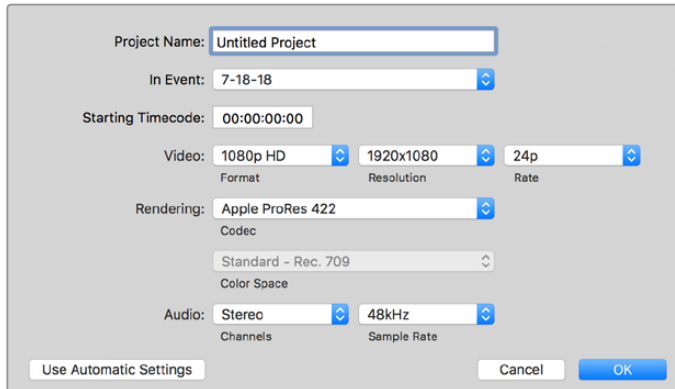 Project Name: Untitled Project
In Event: 7-18-18
Starting Timecode: 00:00:00:00
Video: 1080p HD 1920x1080 24p
Format Resolution Rate
Rendering: Apple ProRes 422
Codec
Standard - Rec. 709
Color Space
Audio: Stereo 48kHz
Channels Sample Rate
Use Automatic Settings Cancel OK